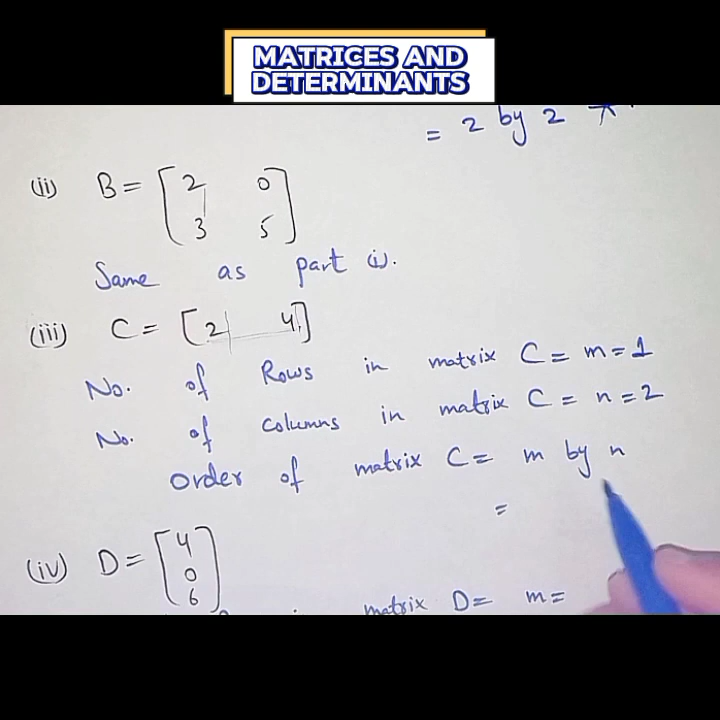 MATRICES AND
DETERMINANTS
= 2 by 2
(ii) B = [2 0
3 5]
Same as part (i).
(iii) C = [2 4]
No. of Rows in matrix C = m = 1
No. of Columns in matrix C = n = 2
Order of matrix C = m by n
=
(iv) D = [4
0
6]
matrix D = m =